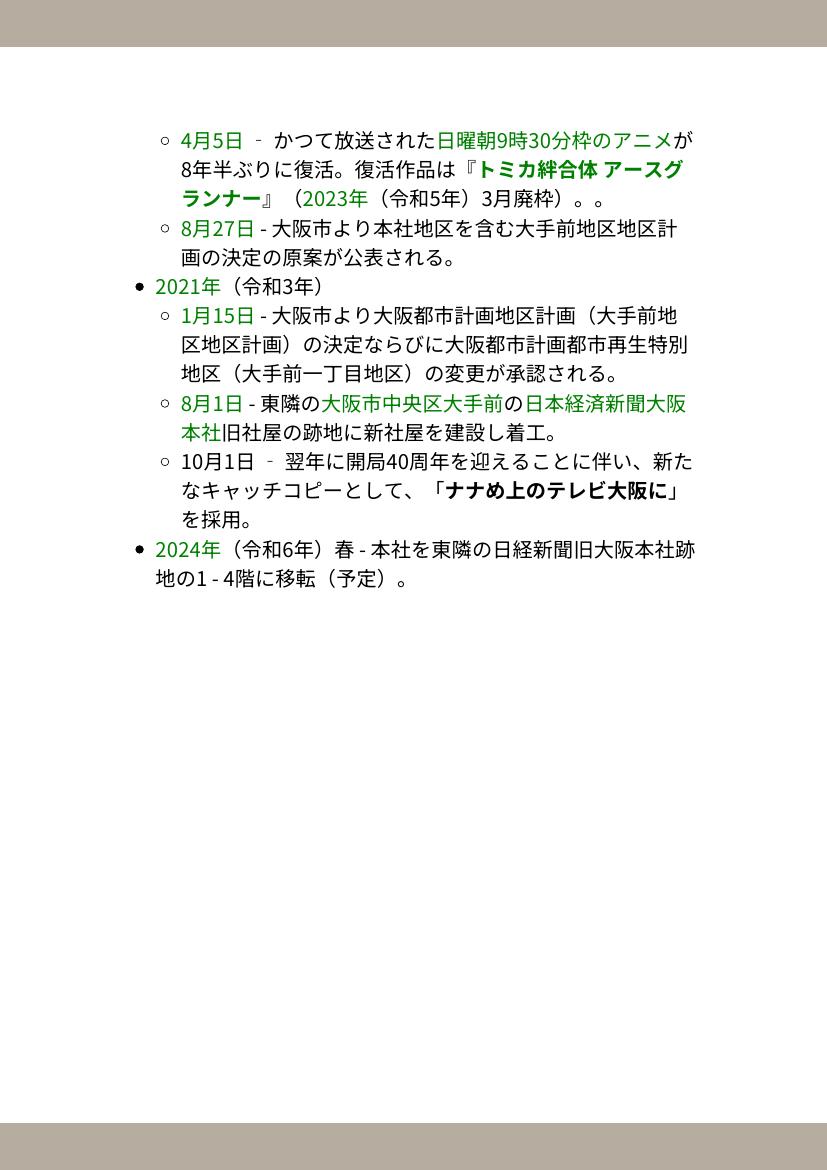 4月5日 ‐ かつて放送された日曜朝9時30分枠のアニメが
8年半ぶりに復活。復活作品は『トミカ絆合体 アースグ
ランナー』（2023年（令和5年）3月廃枠）。。
8月27日 - 大阪市より本社地区を含む大手前地区地区計
画の決定の原案が公表される。
2021年（令和3年）
1月15日 - 大阪市より大阪都市計画地区計画（大手前地
区地区計画）の決定ならびに大阪都市計画都市再生特別
地区（大手前一丁目地区）の変更が承認される。
8月1日 - 東隣の大阪市中央区大手前の日本経済新聞大阪
本社旧社屋の跡地に新社屋を建設し着工。
10月1日 ‐ 翌年に開局40周年を迎えることに伴い、新た
なキャッチコピーとして、「ナナめ上のテレビ大阪に」
を採用。
2024年（令和6年）春 - 本社を東隣の日経新聞旧大阪本社跡
地の1 - 4階に移転（予定）。